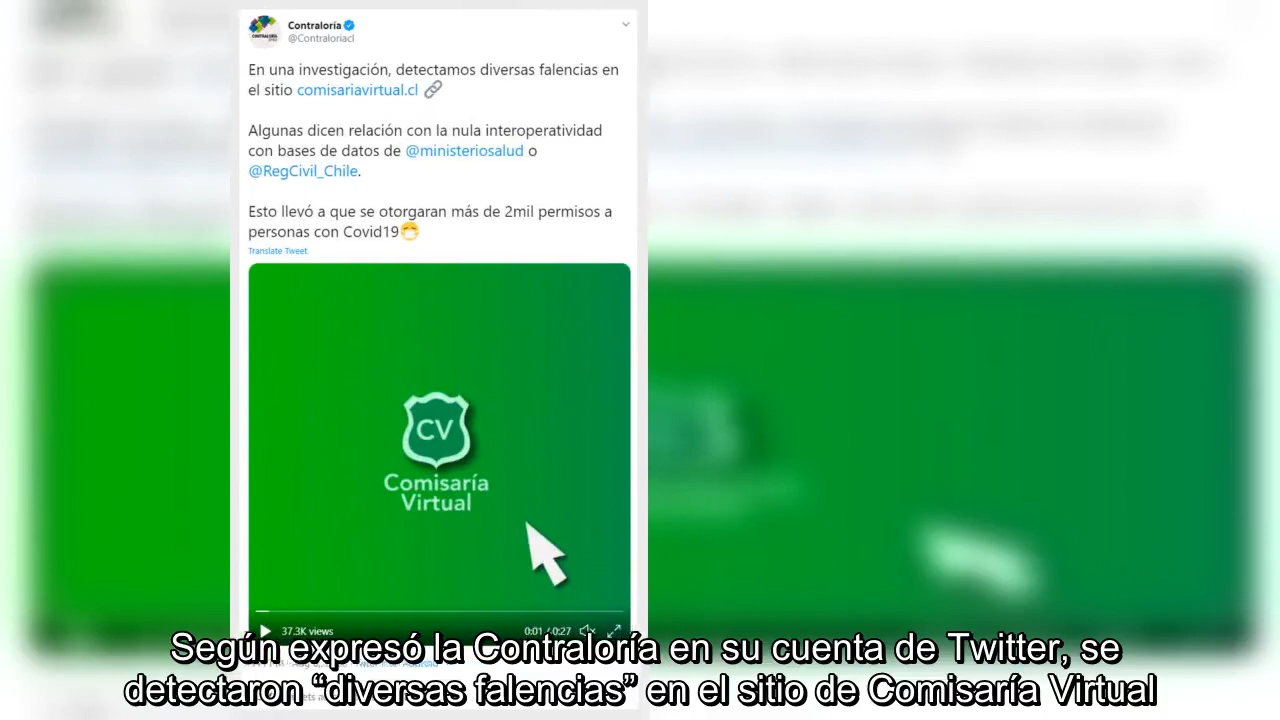 Contraloría
@Contraloriacl
En una investigación, detectamos diversas falencias en
el sitio comisariavirtual.cl 🔗
Algunas dicen relación con la nula interoperatividad
con bases de datos de @ministeriosalud o
@RegCivil_Chile.
Esto llevó a que se otorgaran más de 2mil permisos a
personas con Covid19😷
Translate Tweet
CV
Comisaría
Virtual
37.3K views
0:01 / 0:27
Según expresó la Contraloría en su cuenta de Twitter, se
detectaron “diversas falencias” en el sitio de Comisaría Virtual